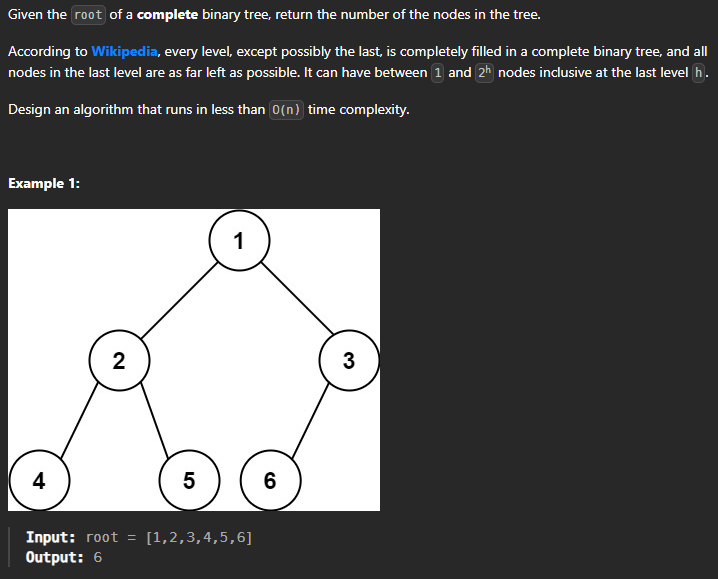 Given the root of a complete binary tree, return the number of the nodes in the tree.
According to Wikipedia, every level, except possibly the last, is completely filled in a complete binary tree, and all
nodes in the last level are as far left as possible. It can have between 1 and 2ʰ nodes inclusive at the last level h.
Design an algorithm that runs in less than O(n) time complexity.
Example 1:
1
2 3
4 5 6
Input: root = [1,2,3,4,5,6]
Output: 6